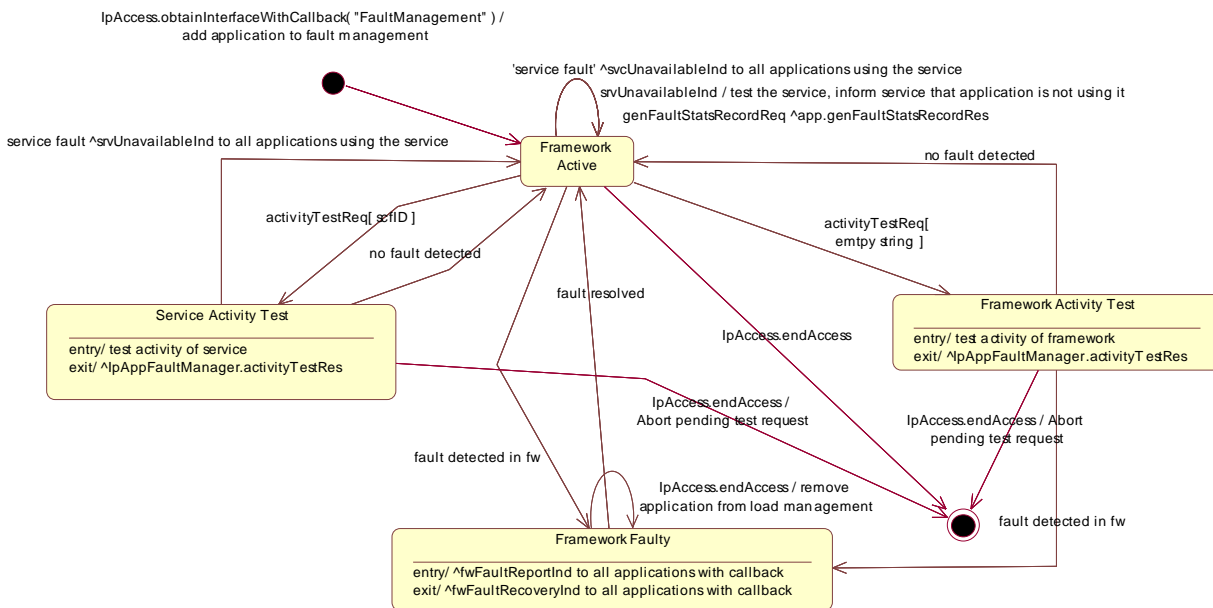 IpAccess.obtainInterfaceWithCallback( "FaultManagement" ) /
add application to fault management
'service fault' ^svcUnavailableInd to all applications using the service
srvUnavailableInd / test the service, inform service that application is not using it
genFaultStatsRecordReq ^app.genFaultStatsRecordRes
service fault ^srvUnavailableInd to all applications using the service
Framework
Active
no fault detected
activityTestReq[ scfID ]
activityTestReq[
emtpy string ]
no fault detected
fault resolved
Service Activity Test
entry/ test activity of service
exit/ ^IpAppFaultManager.activityTestRes
Framework Activity Test
entry/ test activity of framework
exit/ ^IpAppFaultManager.activityTestRes
IpAccess.endAccess
IpAccess.endAccess /
Abort pending test request
IpAccess.endAccess / Abort
pending test request
fault detected in fw
IpAccess.endAccess / remove
application from load management
fault detected in fw
Framework Faulty
entry/ ^fwFaultReportInd to all applications with callback
exit/ ^fwFaultRecoveryInd to all applications with callback